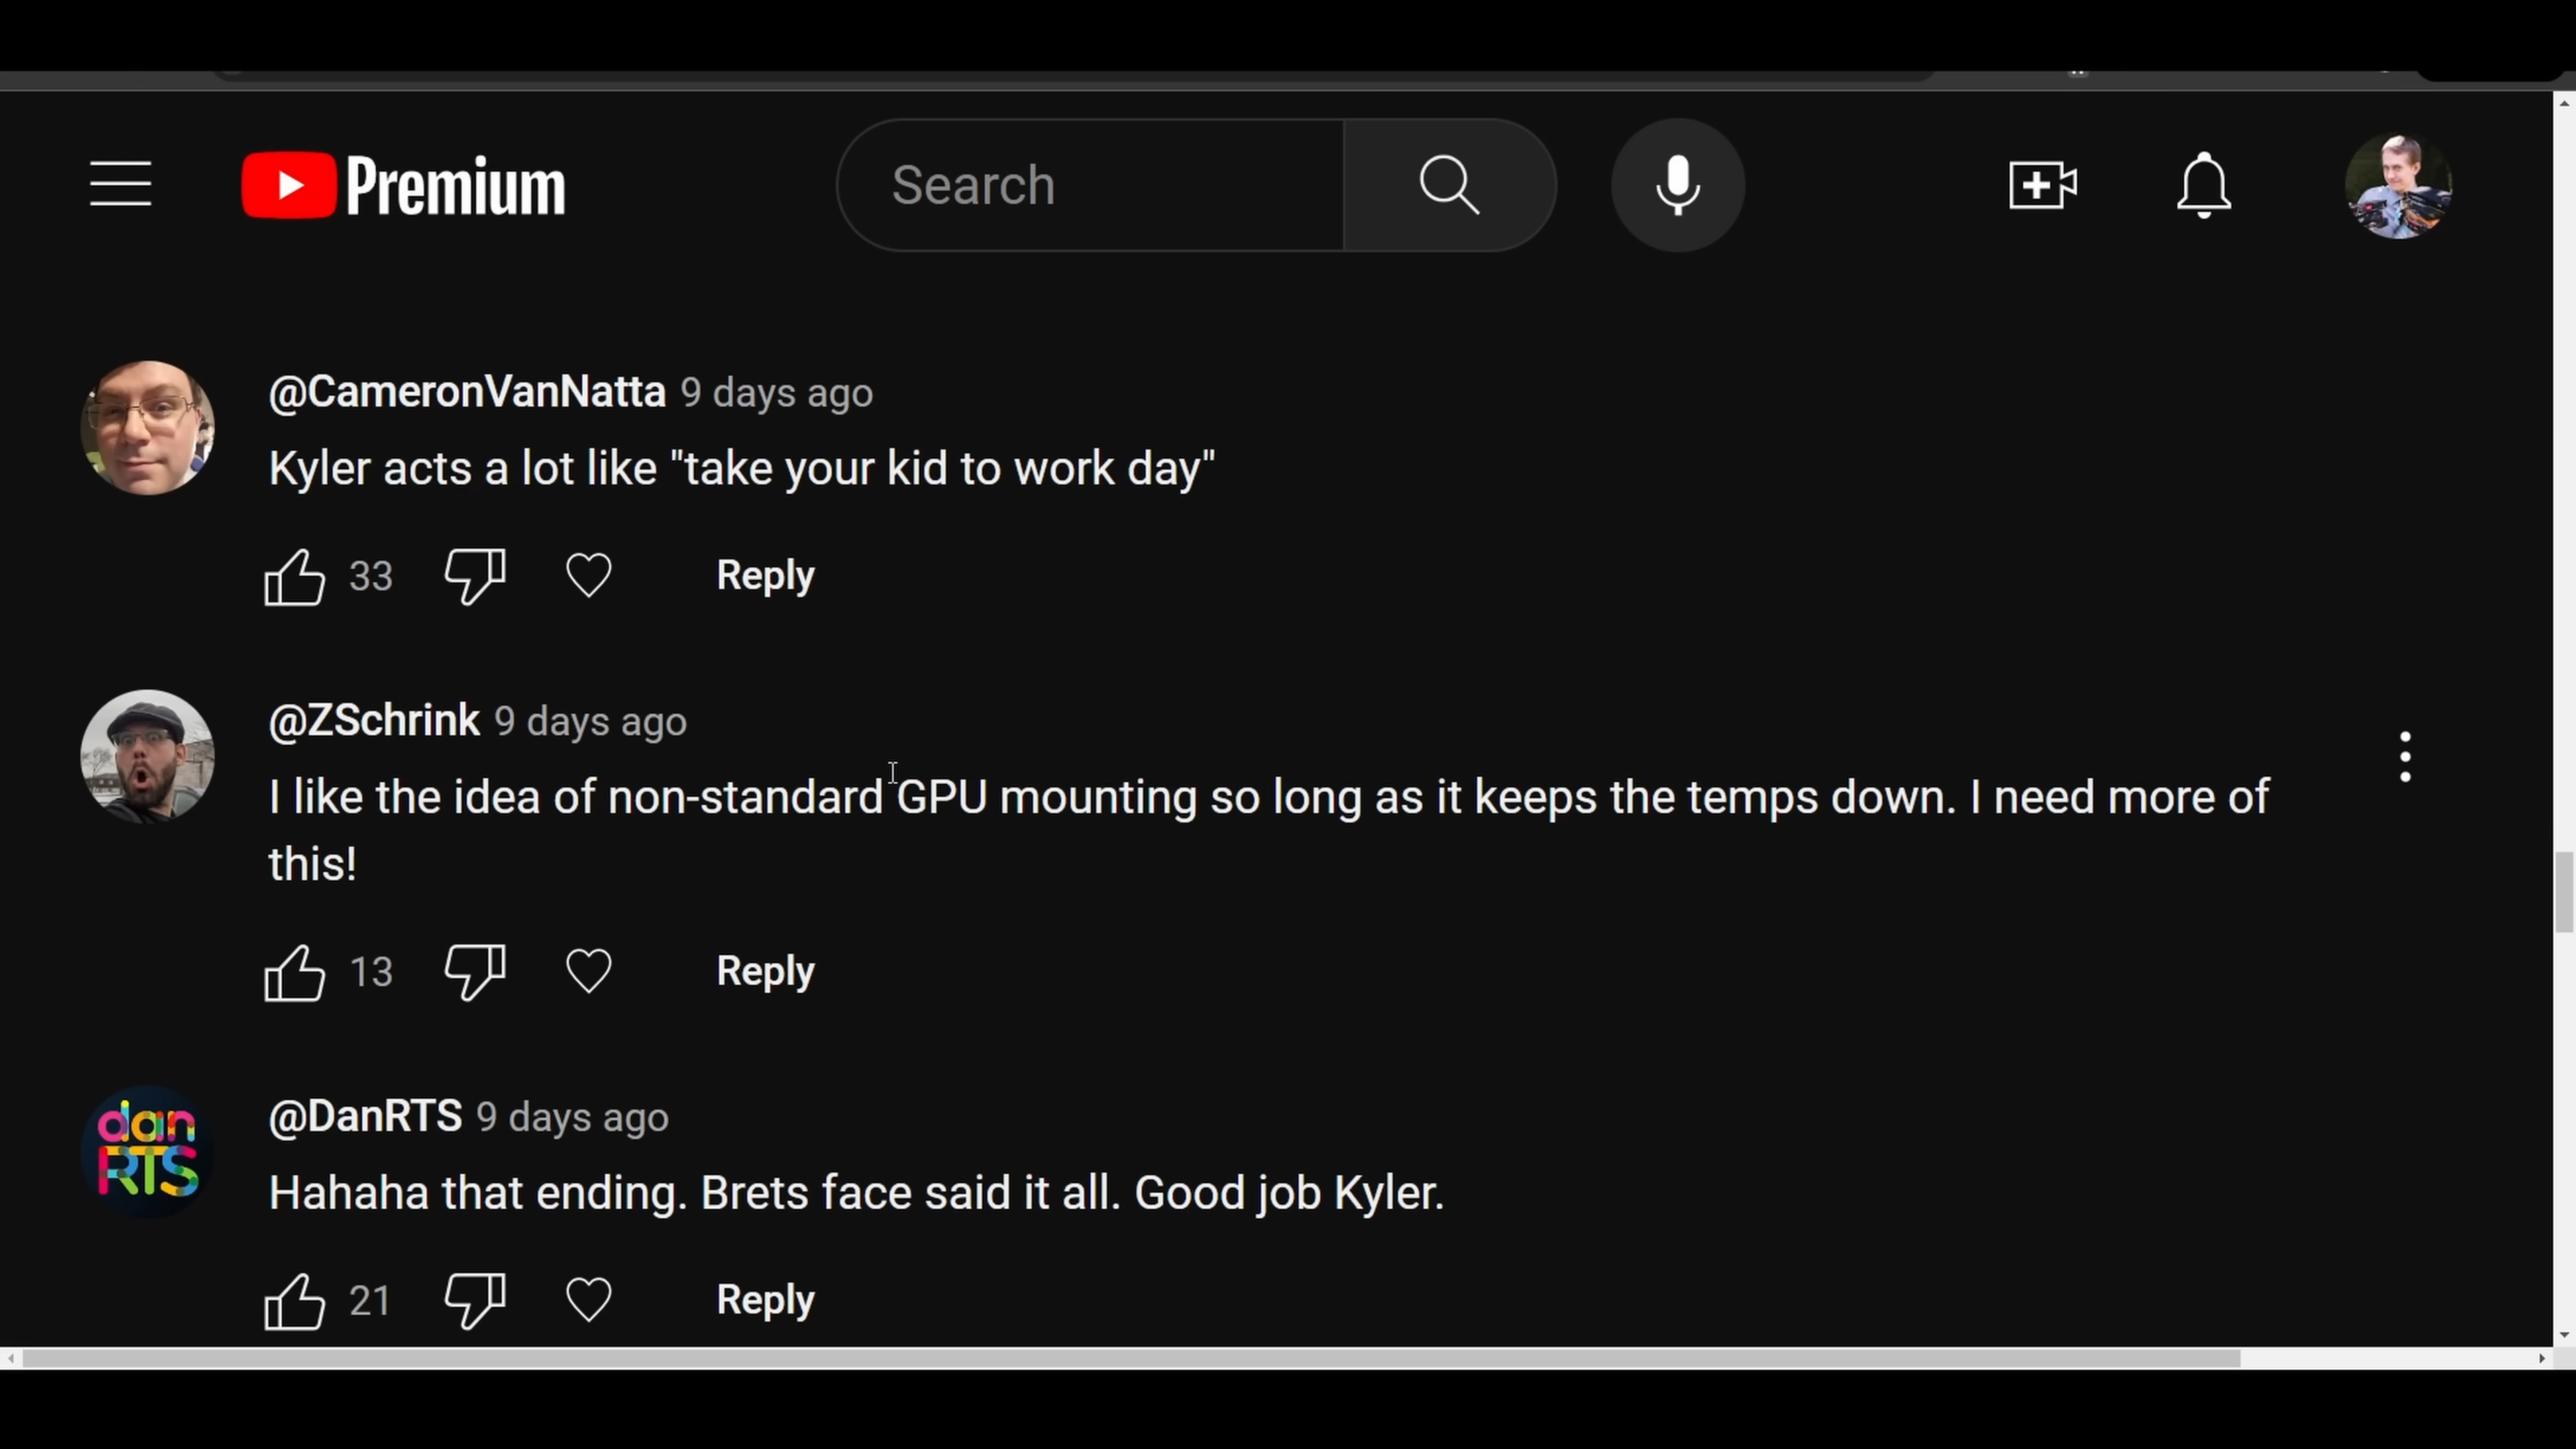 Premium
Search
@CameronVanNatta 9 days ago
Kyler acts a lot like "take your kid to work day"
33
Reply
@ZSchrink 9 days ago
I like the idea of non-standard GPU mounting so long as it keeps the temps down. I need more of
this!
13
Reply
dan
RTS
@DanRTS 9 days ago
Hahaha that ending. Brets face said it all. Good job Kyler.
21
Reply